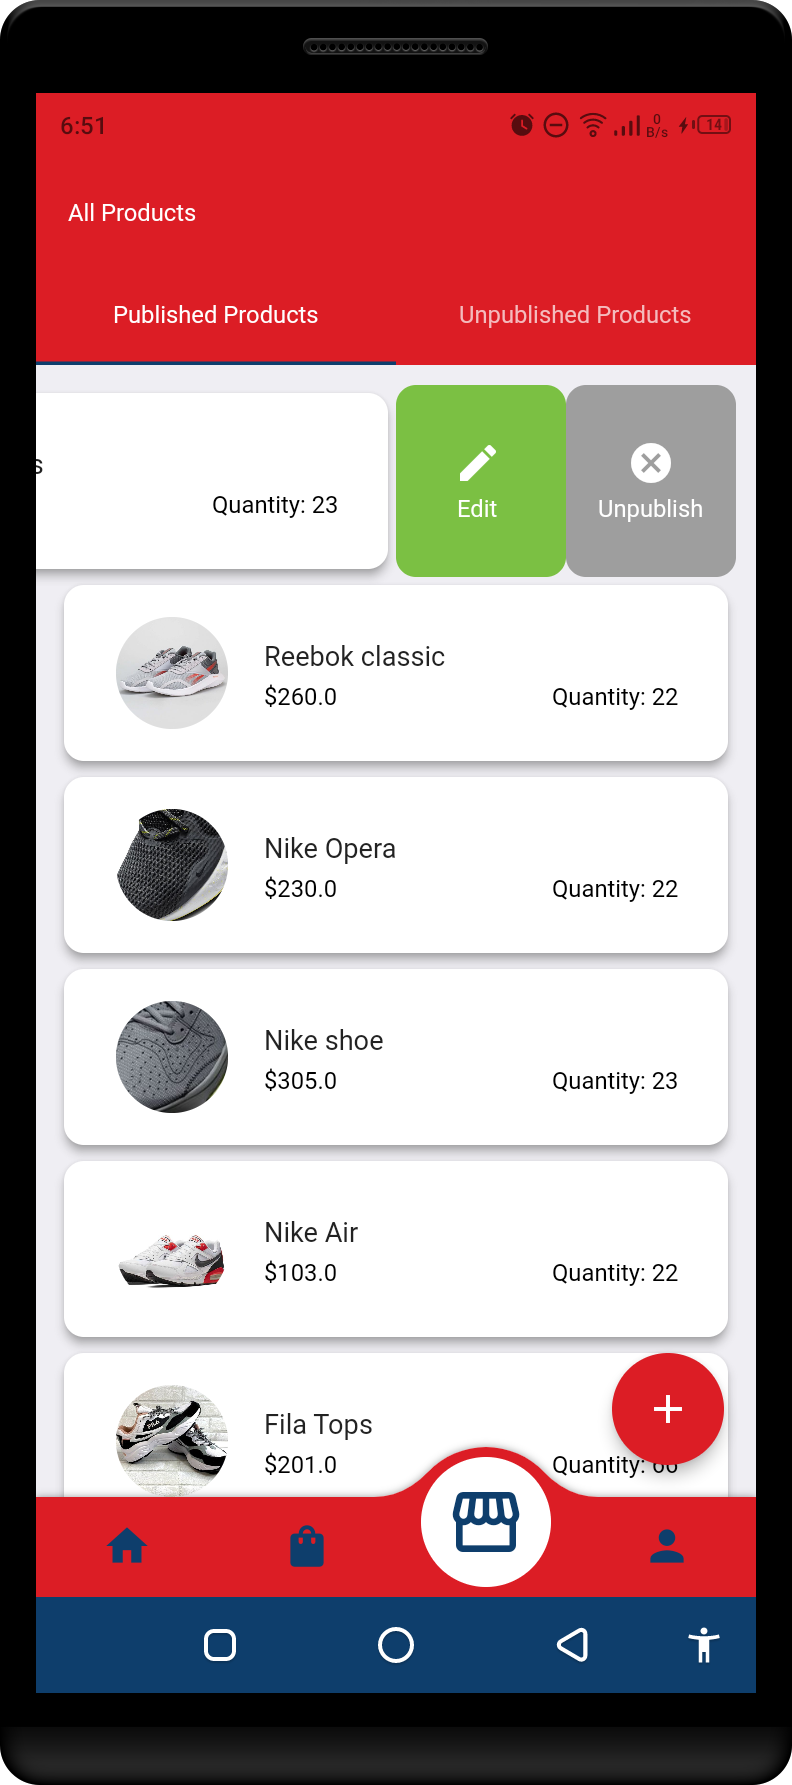 6:51
0
B/s
14
All Products
Published Products
Unpublished Products
s
Quantity: 23
Edit
Unpublish
Reebok classic
$260.0
Quantity: 22
Nike Opera
$230.0
Quantity: 22
Nike shoe
$305.0
Quantity: 23
Nike Air
$103.0
Quantity: 22
Fila Tops
$201.0
Quantity: